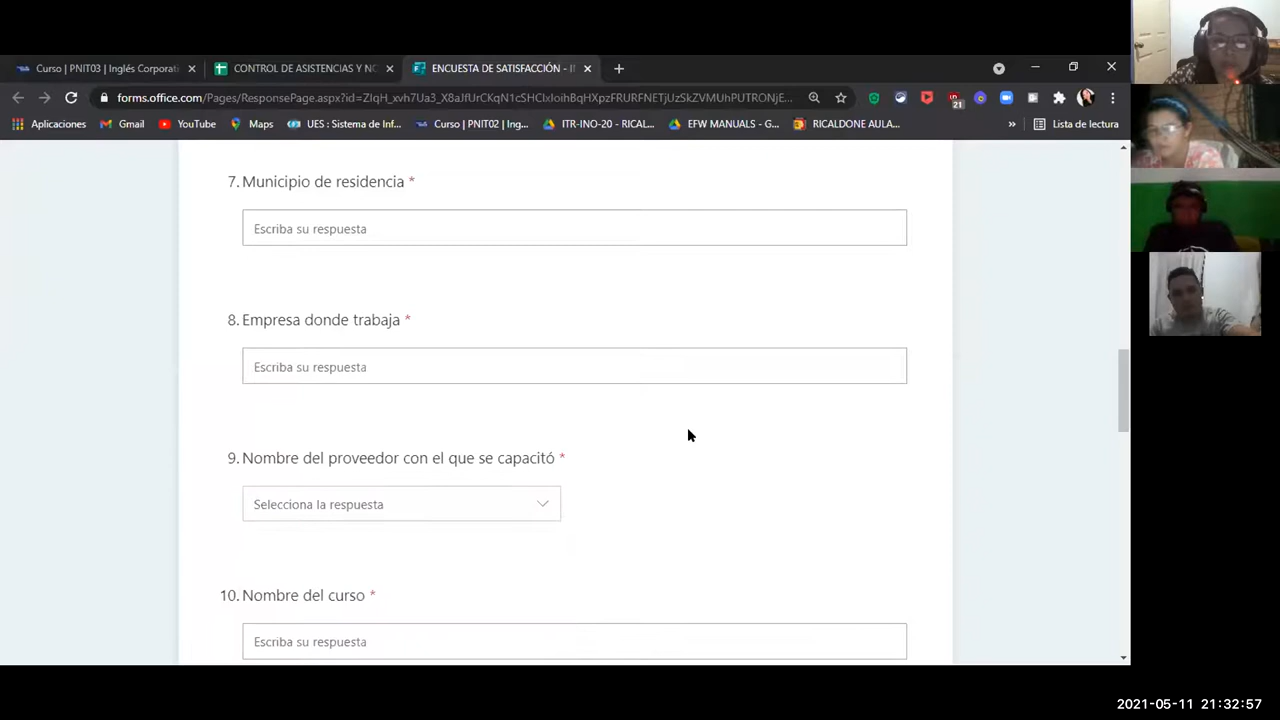 Curso | PNIT03 | Inglés Corporati
CONTROL DE ASISTENCIAS Y NO
ENCUESTA DE SATISFACCIÓN - I
forms.office.com/Pages/ResponsePage.aspx?id=
21
Aplicaciones
Gmail
YouTube
Maps
UES : Sistema de Inf...
Curso | PNIT02 | Ing...
ITR-INO-20 - RICAL...
EFW MANUALS - G...
RICALDONE AULA...
»
Lista de lectura
7. Municipio de residencia *
Escriba su respuesta
8. Empresa donde trabaja *
Escriba su respuesta
9. Nombre del proveedor con el que se capacitó *
Selecciona la respuesta
10. Nombre del curso *
Escriba su respuesta
2021-05-11 21:32:57